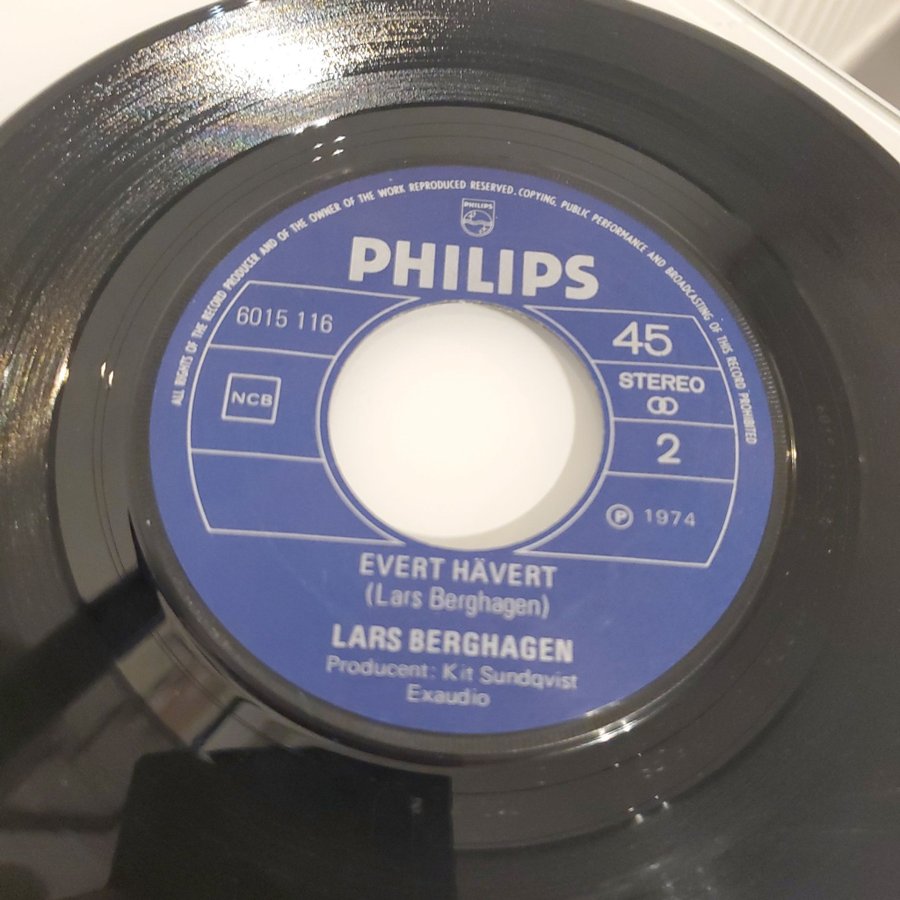 ALL RIGHTS OF THE RECORD PRODUCER AND OF THE OWNER OF THE WORK REPRODUCED RESERVED. COPYING, PUBLIC PERFORMANCE AND BROADCASTING OF THIS RECORD PROHIBITED
PHILIPS
PHILIPS
6015 116
45
NCB
STEREO
2
Ⓟ 1974
EVERT HÄVERT
(Lars Berghagen)
LARS BERGHAGEN
Producent: Kit Sundqvist
Exaudio